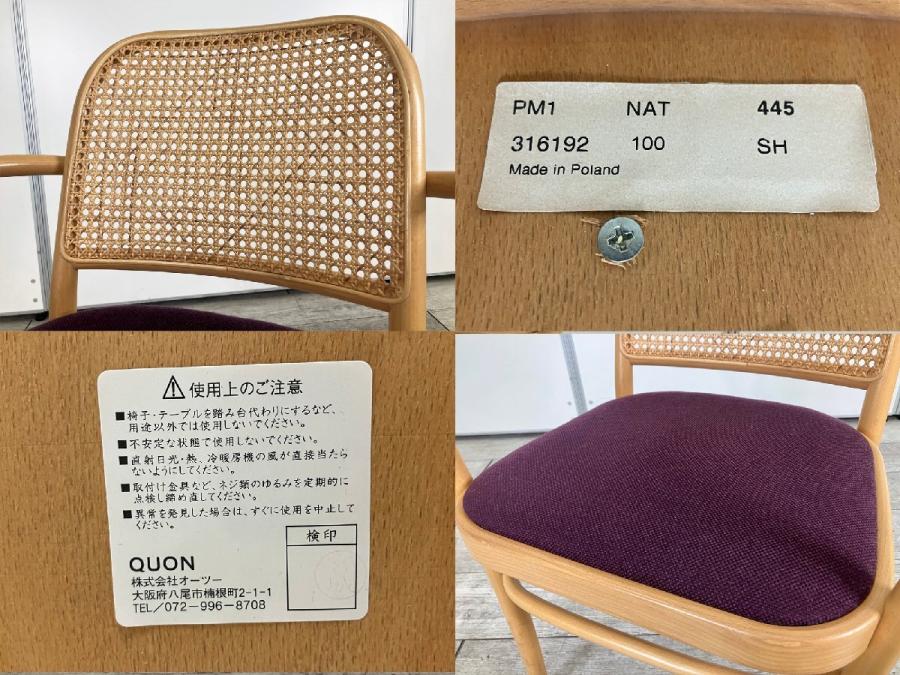 PM1 NAT 445
316192 100 SH
Made in Poland
⚠使用上のご注意
■椅子・テーブルを踏み台代わりにするなど、
用途以外では使用しないでください。
■不安定な状態で使用しないでください。
■直射日光・熱、冷暖房機の風が直接当たら
ないようにしてください。
■取付け金具など、ネジ類のゆるみを定期的に
点検し締め直してください。
■異常を発見した場合は、すぐに使用を中止して
ください。
検印
QUON
株式会社オーツー
大阪府八尾市楠根町2-1-1
TEL/072-996-8708